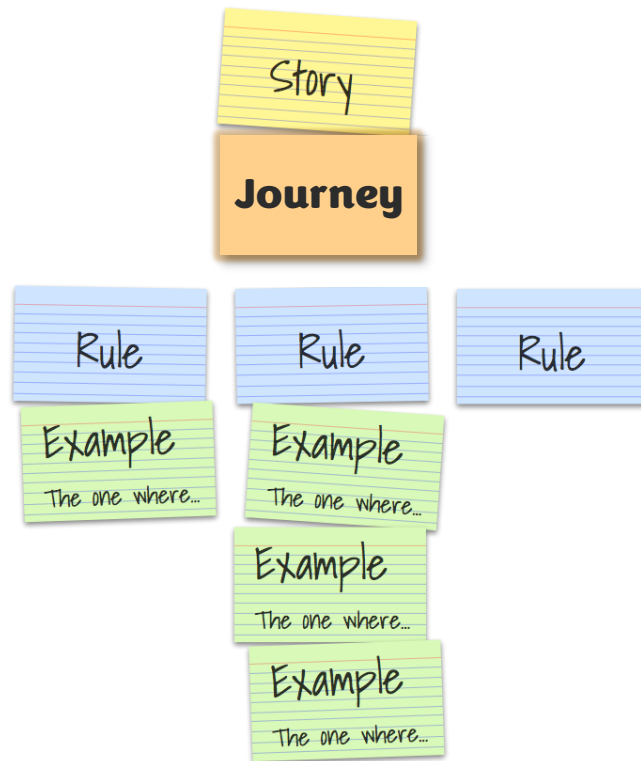 Story
Journey
Rule
Rule
Rule
Example
The one where...
Example
The one where...
Example
The one where...
Example
The one where...